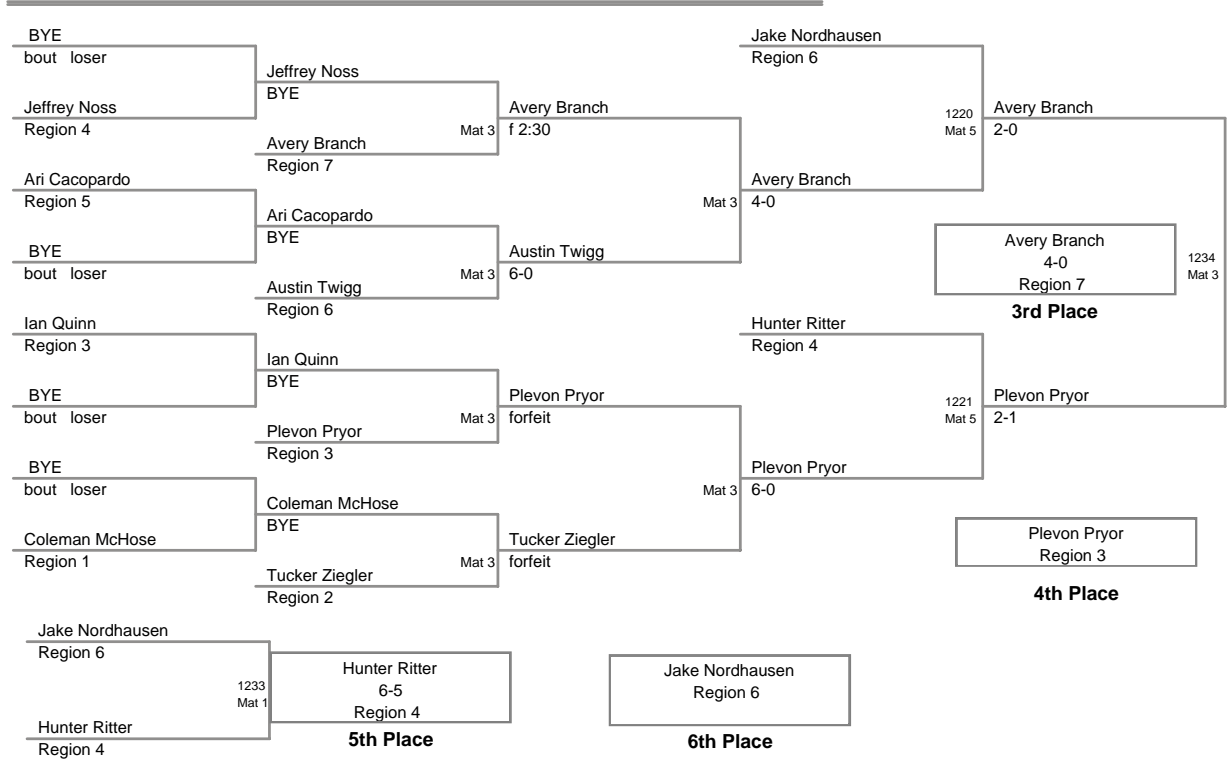 BYE
bout loser
Jeffrey Noss
Region 4
Ari Cacopardo
Region 5
BYE
bout loser
Ian Quinn
Region 3
BYE
bout loser
BYE
bout loser
Coleman McHose
Region 1
Jeffrey Noss
BYE
Avery Branch
Region 7
Ari Cacopardo
BYE
Austin Twigg
Region 6
Ian Quinn
BYE
Plevon Pryor
Region 3
Coleman McHose
BYE
Tucker Ziegler
Region 2
Mat 3
Avery Branch
f 2:30
Mat 3
Austin Twigg
6-0
Mat 3
Plevon Pryor
forfeit
Mat 3
Tucker Ziegler
forfeit
Jake Nordhausen
Region 6
Mat 3
Avery Branch
4-0
Hunter Ritter
Region 4
Mat 3
Plevon Pryor
6-0
1220
Mat 5
Avery Branch
2-0
1221
Mat 5
Plevon Pryor
2-1
1234
Mat 3
Avery Branch
4-0
Region 7
3rd Place
Plevon Pryor
Region 3
4th Place
Jake Nordhausen
Region 6
Hunter Ritter
Region 4
1233
Mat 1
Hunter Ritter
6-5
Region 4
5th Place
Jake Nordhausen
Region 6
6th Place